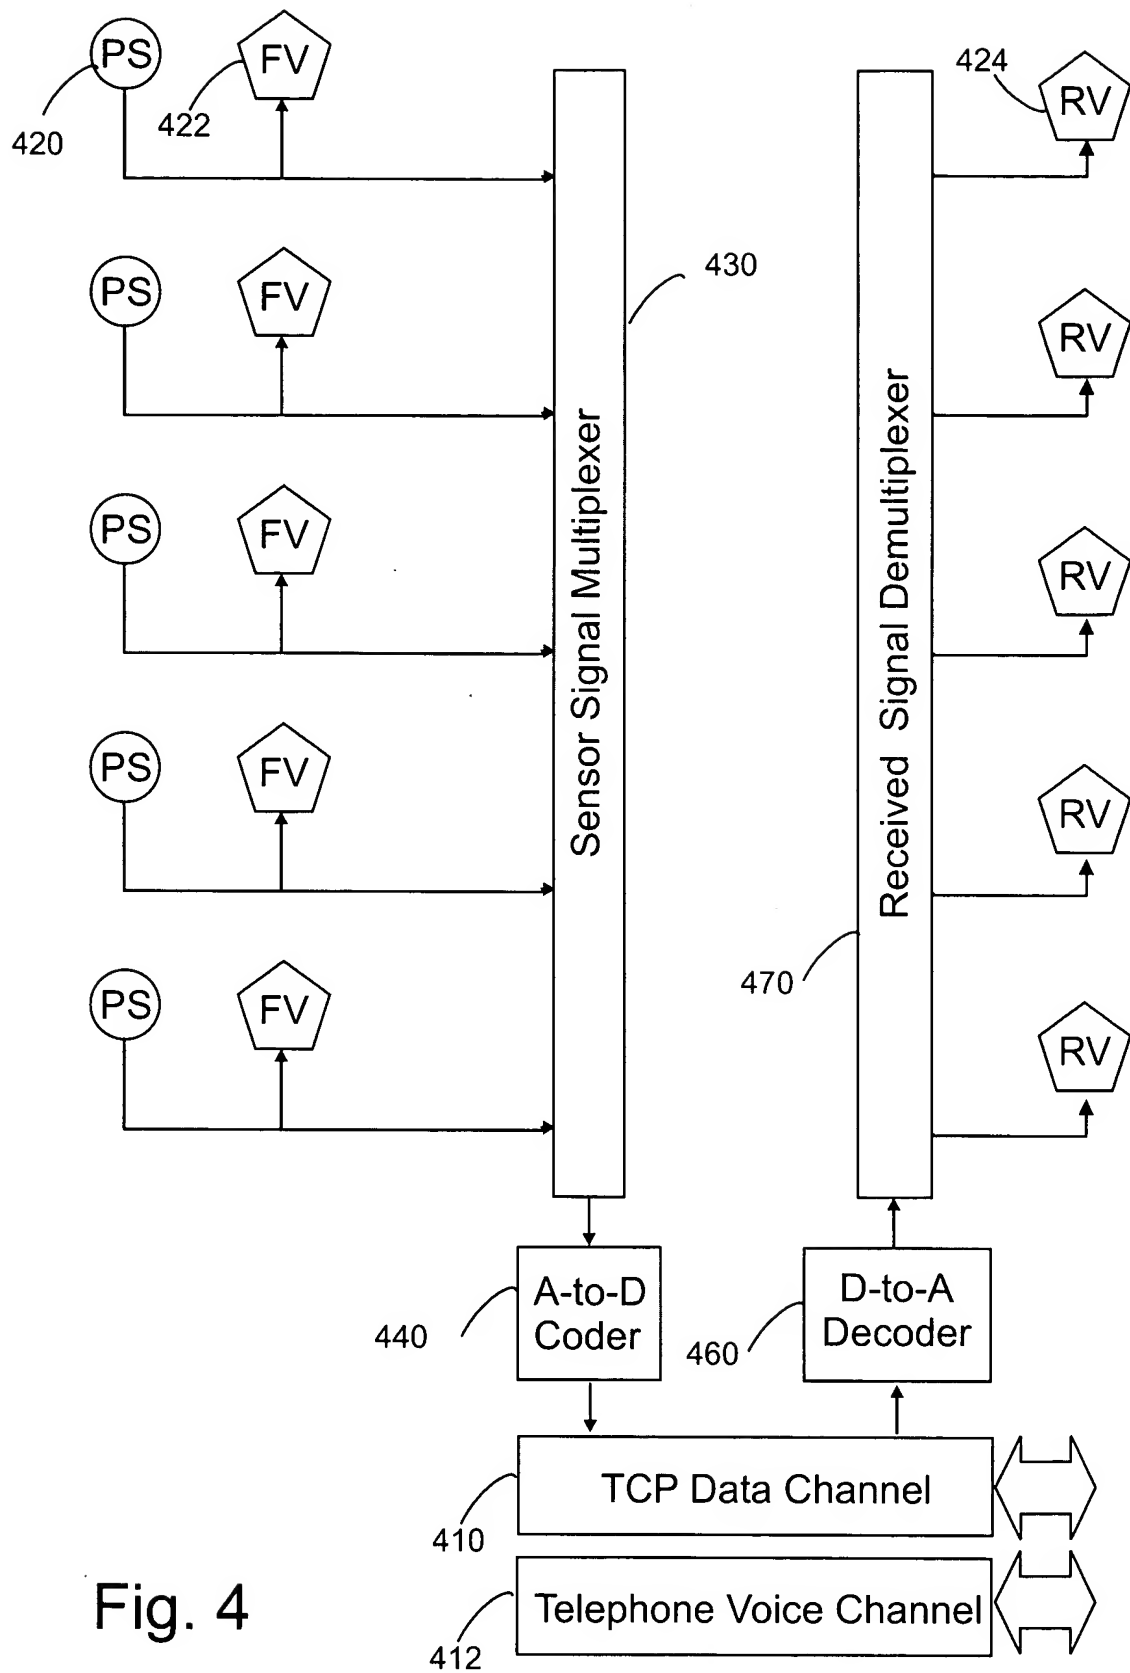 PS
FV
420
422
424
RV
PS
FV
430
RV
PS
FV
RV
PS
FV
RV
PS
FV
RV
Sensor Signal Multiplexer
Received Signal Demultiplexer
470
A-to-D
Coder
440
D-to-A
Decoder
460
TCP Data Channel
410
Telephone Voice Channel
412
Fig. 4